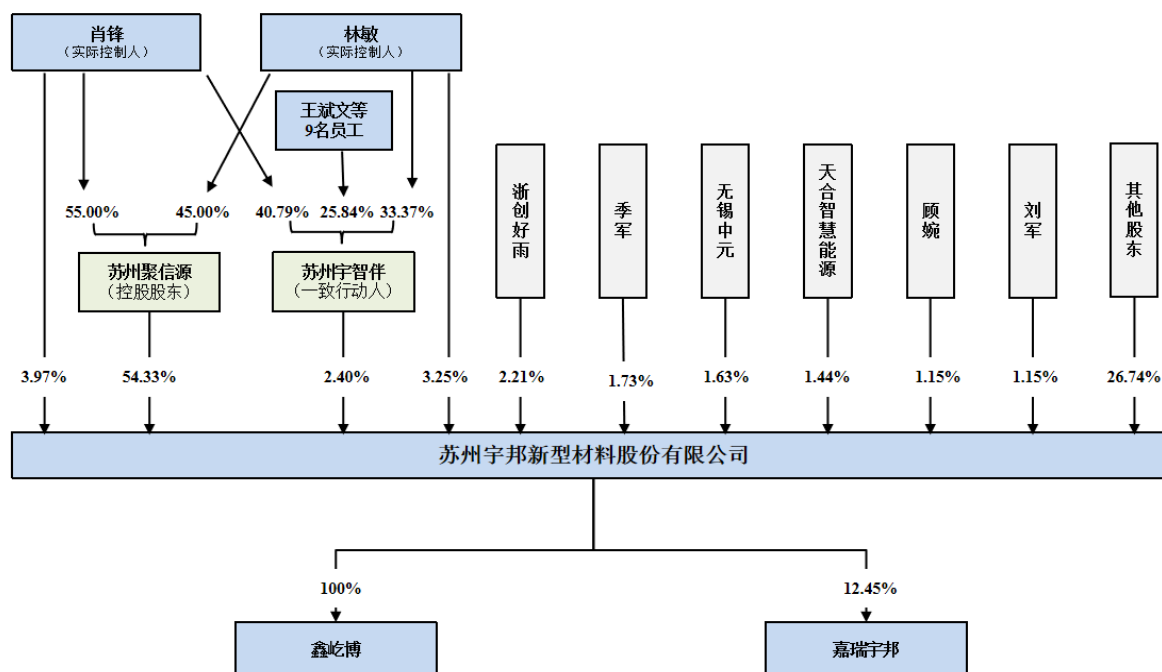 肖锋
（实际控制人）
林敏
（实际控制人）
王斌文等
9名员工
浙创好雨
季军
无锡中元
天合智慧能源
顾婉
刘军
其他股东
55.00%
45.00%
40.79%
25.84%
33.37%
苏州聚信源
（控股股东）
苏州宇智伴
（一致行动人）
3.97%
54.33%
2.40%
3.25%
2.21%
1.73%
1.63%
1.44%
1.15%
1.15%
26.74%
苏州宇邦新型材料股份有限公司
100%
12.45%
鑫屹博
嘉瑞宇邦